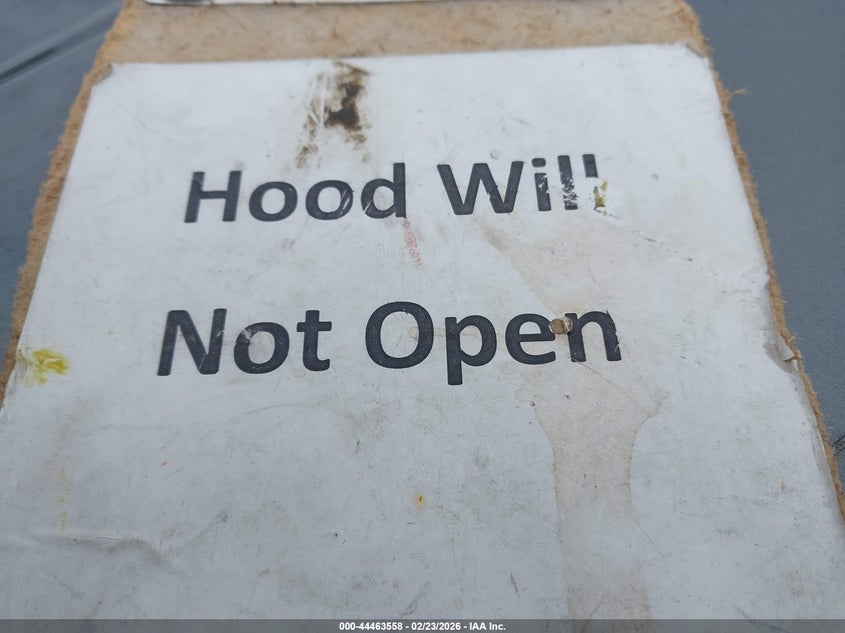 Hood Will
Not Open
000-44463558 - 02/23/2026 - IAA Inc.